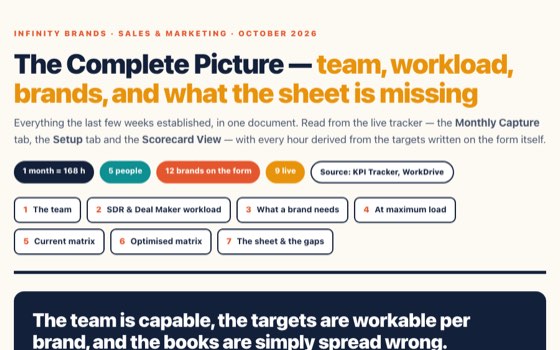 INFINITY BRANDS · SALES & MARKETING · OCTOBER 2026
The Complete Picture — team, workload,
brands, and what the sheet is missing
Everything the last few weeks established, in one document. Read from the live tracker — the Monthly Capture
tab, the Setup tab and the Scorecard View — with every hour derived from the targets written on the form itself.
1 month = 168 h 5 people 12 brands on the form 9 live Source: KPI Tracker, WorkDrive
1 The team 2 SDR & Deal Maker workload 3 What a brand needs 4 At maximum load
5 Current matrix 6 Optimised matrix 7 The sheet & the gaps
The team is capable, the targets are workable per
brand, and the books are simply spread wrong.